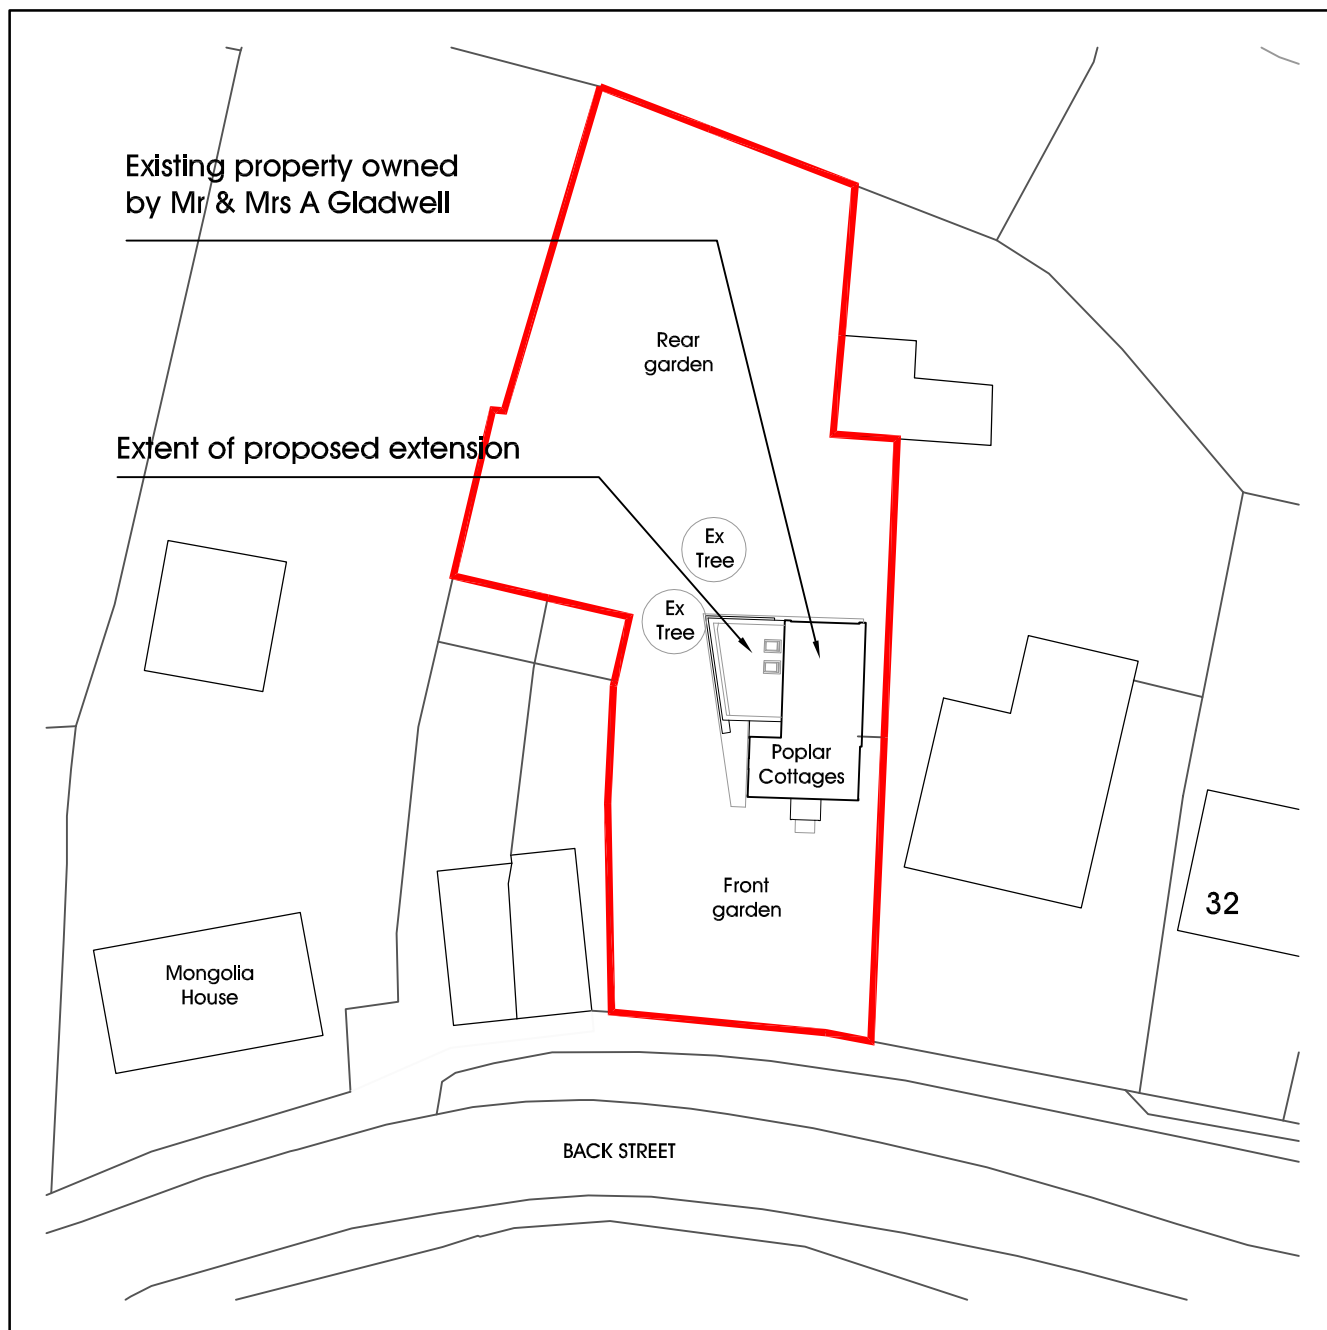 Existing property owned
by Mr & Mrs A Gladwell
Rear
garden
Extent of proposed extension
Ex
Tree
Ex
Tree
Poplar
Cottages
Front
garden
32
Mongolia
House
BACK STREET